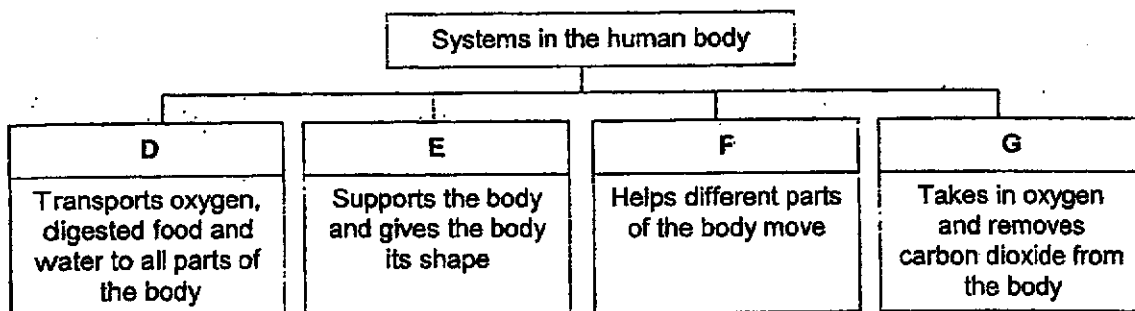 Systems in the human body
D
Transports oxygen,
digested food and
water to all parts of
the body
E
Supports the body
and gives the body
its shape
F
Helps different parts
of the body move
G
Takes in oxygen
and removes
carbon dioxide from
the body